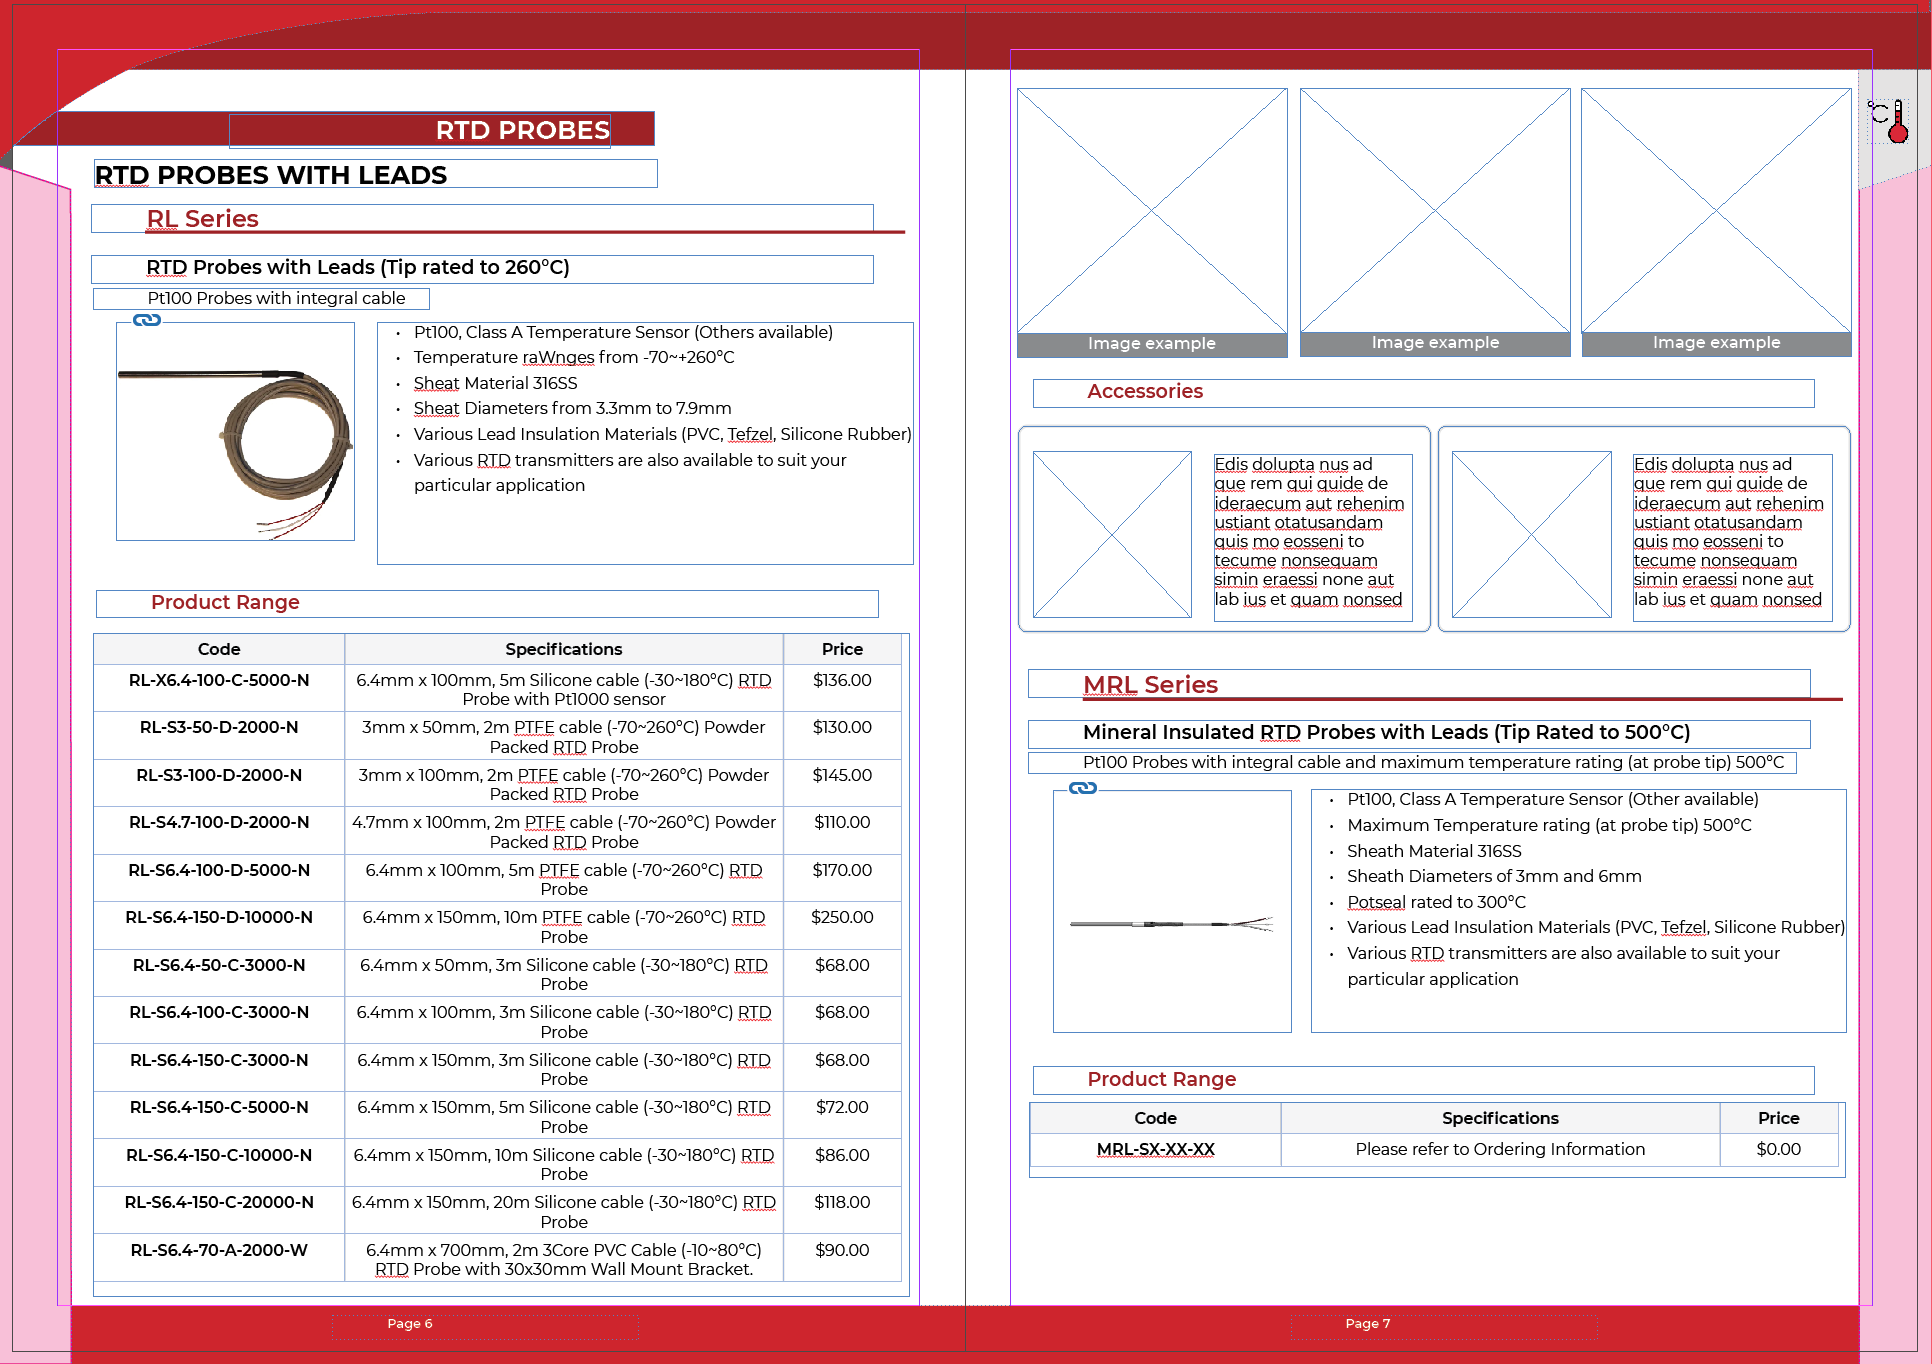 RTD PROBES
RTD PROBES WITH LEADS
RL Series
RTD Probes with Leads (Tip rated to 260°C)
Pt100 Probes with integral cable
• Pt100, Class A Temperature Sensor (Others available)
• Temperature raWnges from -70~+260°C
• Sheat Material 316SS
• Sheat Diameters from 3.3mm to 7.9mm
• Various Lead Insulation Materials (PVC, Tefzel, Silicone Rubber)
• Various RTD transmitters are also available to suit your
particular application
Product Range
Code Specifications Price
RL-X6.4-100-C-5000-N 6.4mm x 100mm, 5m Silicone cable (-30~180°C) RTD $136.00
Probe with Pt1000 sensor
RL-S3-50-D-2000-N 3mm x 50mm, 2m PTFE cable (-70~260°C) Powder $130.00
Packed RTD Probe
RL-S3-100-D-2000-N 3mm x 100mm, 2m PTFE cable (-70~260°C) Powder $145.00
Packed RTD Probe
RL-S4.7-100-D-2000-N 4.7mm x 100mm, 2m PTFE cable (-70~260°C) Powder $110.00
Packed RTD Probe
RL-S6.4-100-D-5000-N 6.4mm x 100mm, 5m PTFE cable (-70~260°C) RTD $170.00
Probe
RL-S6.4-150-D-10000-N 6.4mm x 150mm, 10m PTFE cable (-70~260°C) RTD $250.00
Probe
RL-S6.4-50-C-3000-N 6.4mm x 50mm, 3m Silicone cable (-30~180°C) RTD $68.00
Probe
RL-S6.4-100-C-3000-N 6.4mm x 100mm, 3m Silicone cable (-30~180°C) RTD $68.00
Probe
RL-S6.4-150-C-3000-N 6.4mm x 150mm, 3m Silicone cable (-30~180°C) RTD $68.00
Probe
RL-S6.4-150-C-5000-N 6.4mm x 150mm, 5m Silicone cable (-30~180°C) RTD $72.00
Probe
RL-S6.4-150-C-10000-N 6.4mm x 150mm, 10m Silicone cable (-30~180°C) RTD $86.00
Probe
RL-S6.4-150-C-20000-N 6.4mm x 150mm, 20m Silicone cable (-30~180°C) RTD $118.00
Probe
RL-S6.4-70-A-2000-W 6.4mm x 700mm, 2m 3Core PVC Cable (-10~80°C) $90.00
RTD Probe with 30x30mm Wall Mount Bracket.
Page 6
°C
Image example
Image example
Image example
Accessories
Edis dolupta nus ad
que rem qui quide de
ideraecum aut rehenim
ustiant otatusandam
quis mo eosseni to
tecume nonsequam
simin eraessi none aut
lab ius et quam nonsed
Edis dolupta nus ad
que rem qui quide de
ideraecum aut rehenim
ustiant otatusandam
quis mo eosseni to
tecume nonsequam
simin eraessi none aut
lab ius et quam nonsed
MRL Series
Mineral Insulated RTD Probes with Leads (Tip Rated to 500°C)
Pt100 Probes with integral cable and maximum temperature rating (at probe tip) 500°C
• Pt100, Class A Temperature Sensor (Other available)
• Maximum Temperature rating (at probe tip) 500°C
• Sheath Material 316SS
• Sheath Diameters of 3mm and 6mm
• Potseal rated to 300°C
• Various Lead Insulation Materials (PVC, Tefzel, Silicone Rubber)
• Various RTD transmitters are also available to suit your
particular application
Product Range
Code Specifications Price
MRL-SX-XX-XX Please refer to Ordering Information $0.00
Page 7